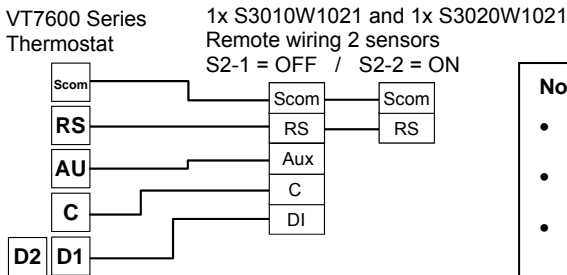 VT7600 Series
Thermostat
1x S3010W1021 and 1x S3020W1021
Remote wiring 2 sensors
S2-1 = OFF / S2-2 = ON
Scom
RS
AU
C
D2 D1
Scom
RS
Aux
C
DI
Scom
RS